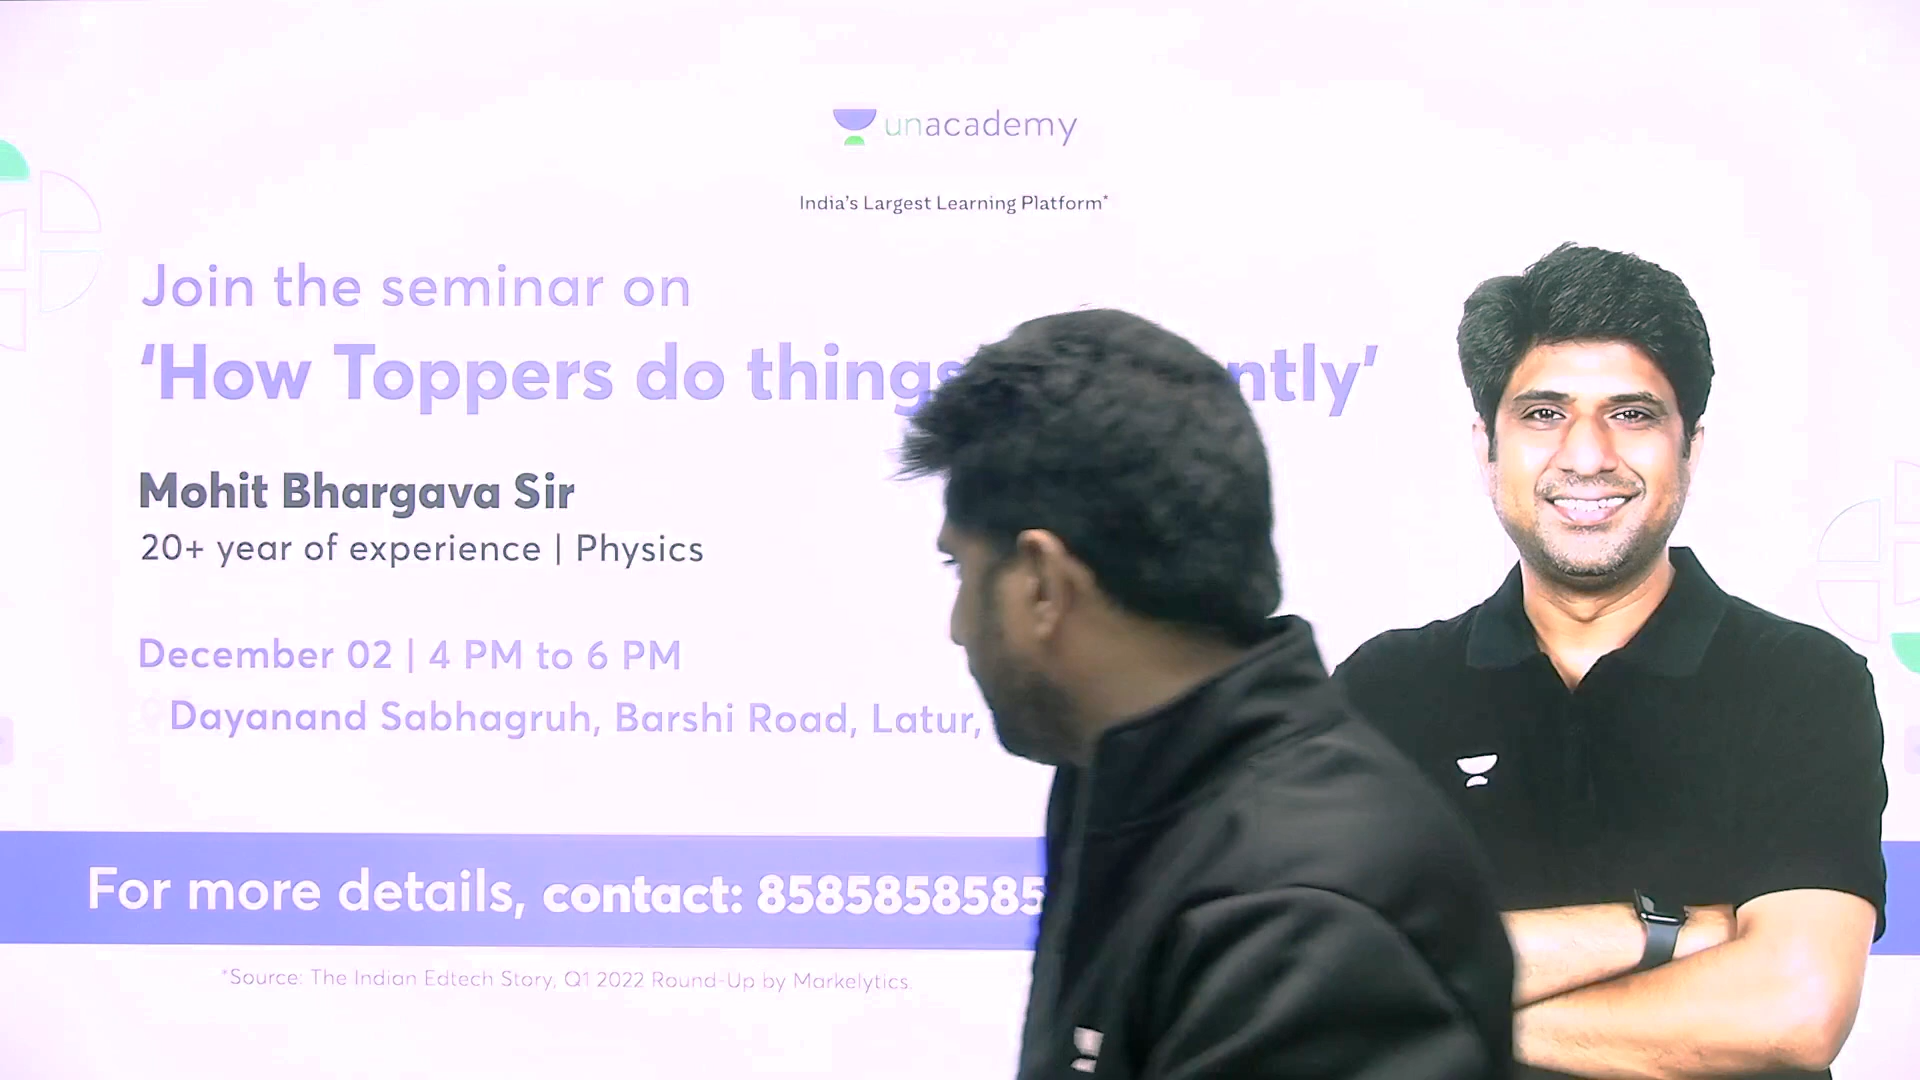 unacademy
India's Largest Learning Platform*
Join the seminar on
'How Toppers do things
Mohit Bhargava Sir
20+ year of experience | Physics
December 02 | 4 PM to 6 PM
Dayanand Sabhagruh, Barshi Road, Latur,
For more details, contact: 8585858585
*Source: The Indian Edtech Story, Q1 2022 Round-Up by Markelytics.